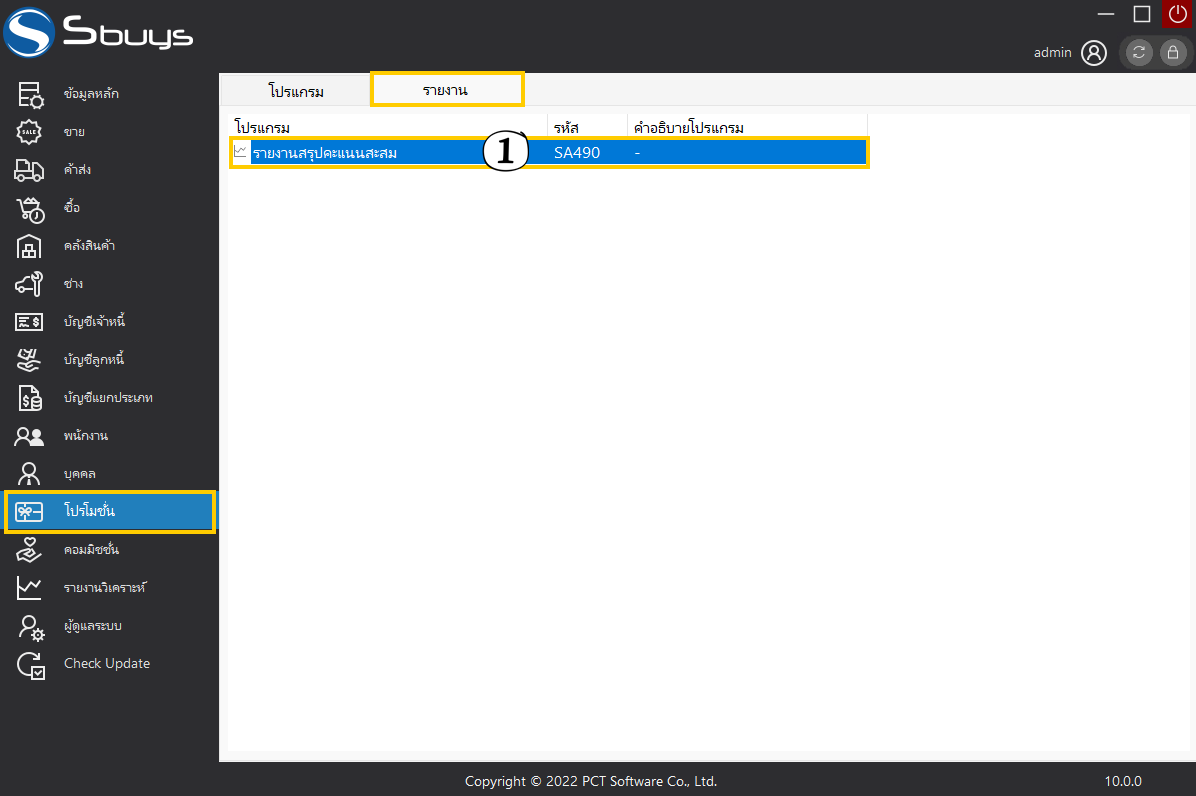 Sbuys
admin
ข้อมูลหลัก
ขาย
SALE
ค้าส่ง
ซื้อ
คลังสินค้า
ช่าง
บัญชีเจ้าหนี้
บัญชีลูกหนี้
บัญชีแยกประเภท
พนักงาน
บุคคล
โปรโมชั่น
คอมมิชชั่น
รายงานวิเคราะห์
ผู้ดูแลระบบ
Check Update
โปรแกรม รายงาน
โปรแกรม รหัส คำอธิบายโปรแกรม
รายงานสรุปคะแนนสะสม 1 SA490 -
Copyright © 2022 PCT Software Co., Ltd. 10.0.0